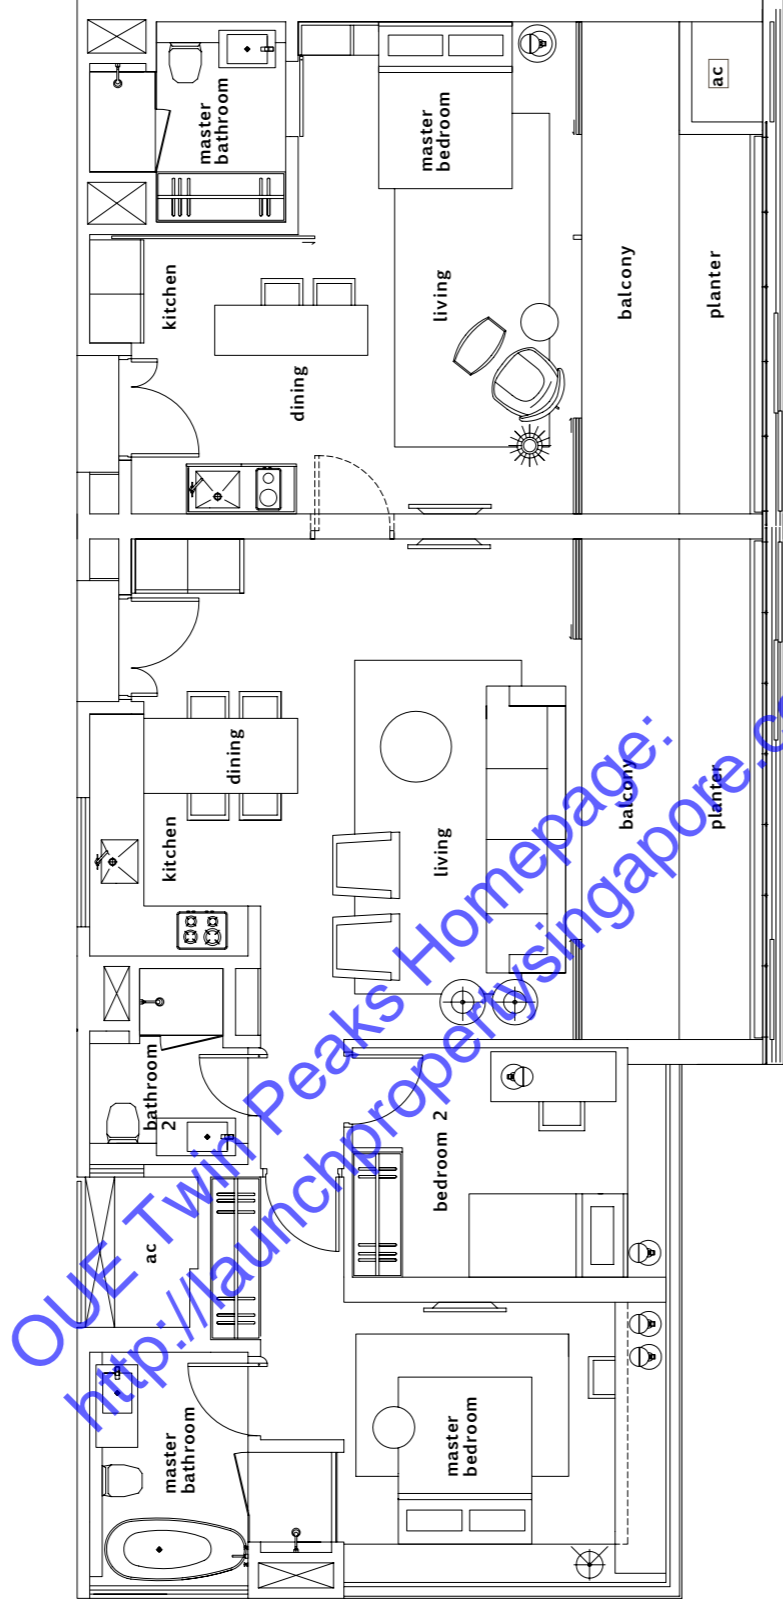 ac
master
bathroom
master
bedroom
kitchen
living
balcony
planter
dining
dining
balcony
planter
kitchen
living
bathroom
2
bedroom 2
ac
master
bathroom
master
bedroom
OUE Twin Peaks Homepage:
http://launchpropertysingapore.c